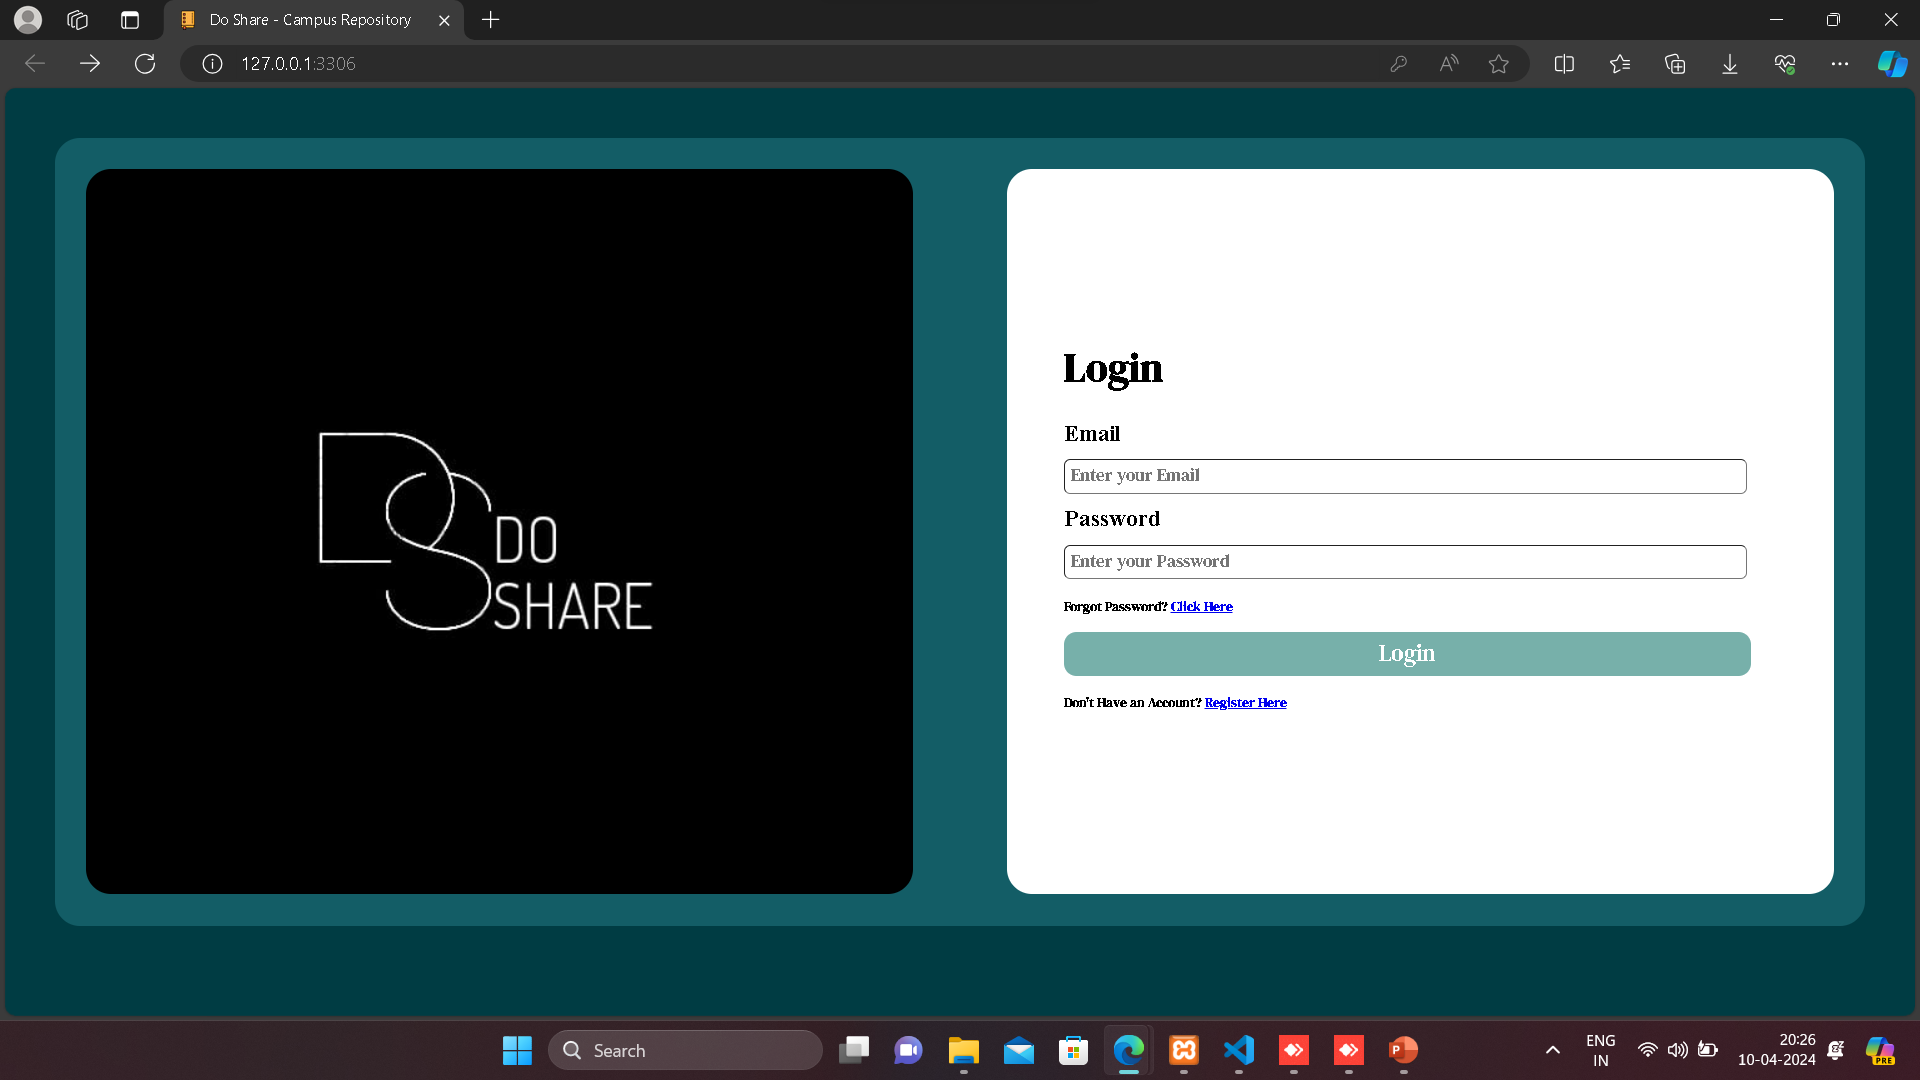 Do Share - Campus Repository
127.0.0.1:3306
DS
DO
SHARE
Login
Email
Enter your Email
Password
Enter your Password
Forgot Password? Click Here
Login
Don't Have an Account? Register Here
Search
ENG
IN
20:26
10-04-2024
PRE